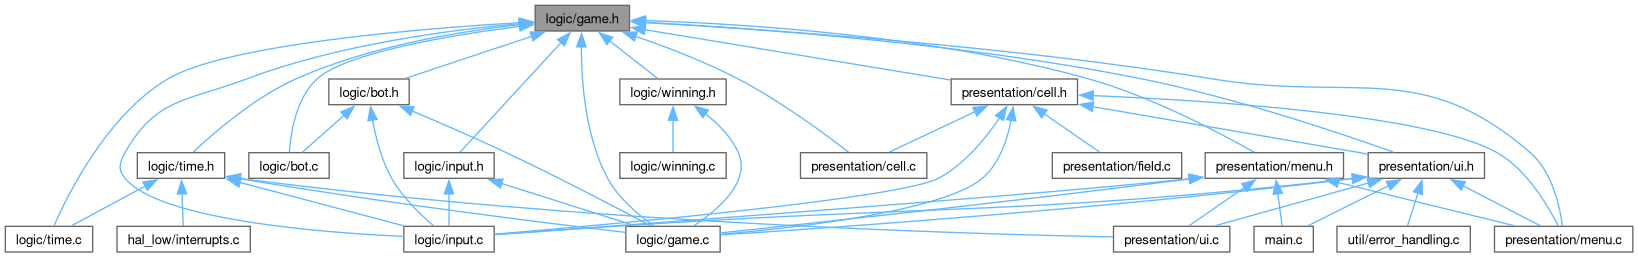 logic/game.h
logic/bot.h
logic/winning.h
presentation/cell.h
logic/time.h
logic/bot.c
logic/input.h
logic/winning.c
presentation/cell.c
presentation/field.c
presentation/menu.h
presentation/ui.h
logic/time.c
hal_low/interrupts.c
logic/input.c
logic/game.c
presentation/ui.c
main.c
util/error_handling.c
presentation/menu.c